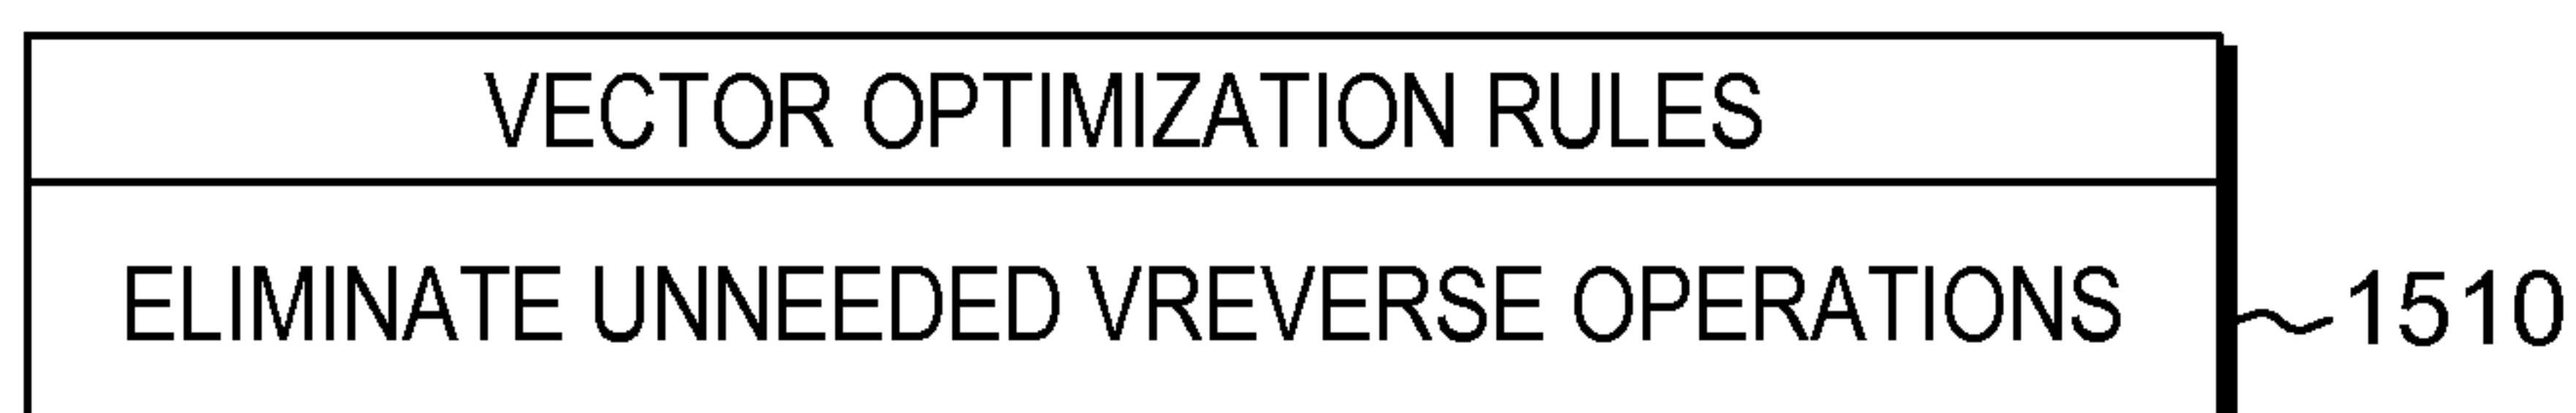 VECTOR OPTIMIZATION RULES
ELIMINATE UNNEEDED VREVERSE OPERATIONS
1510